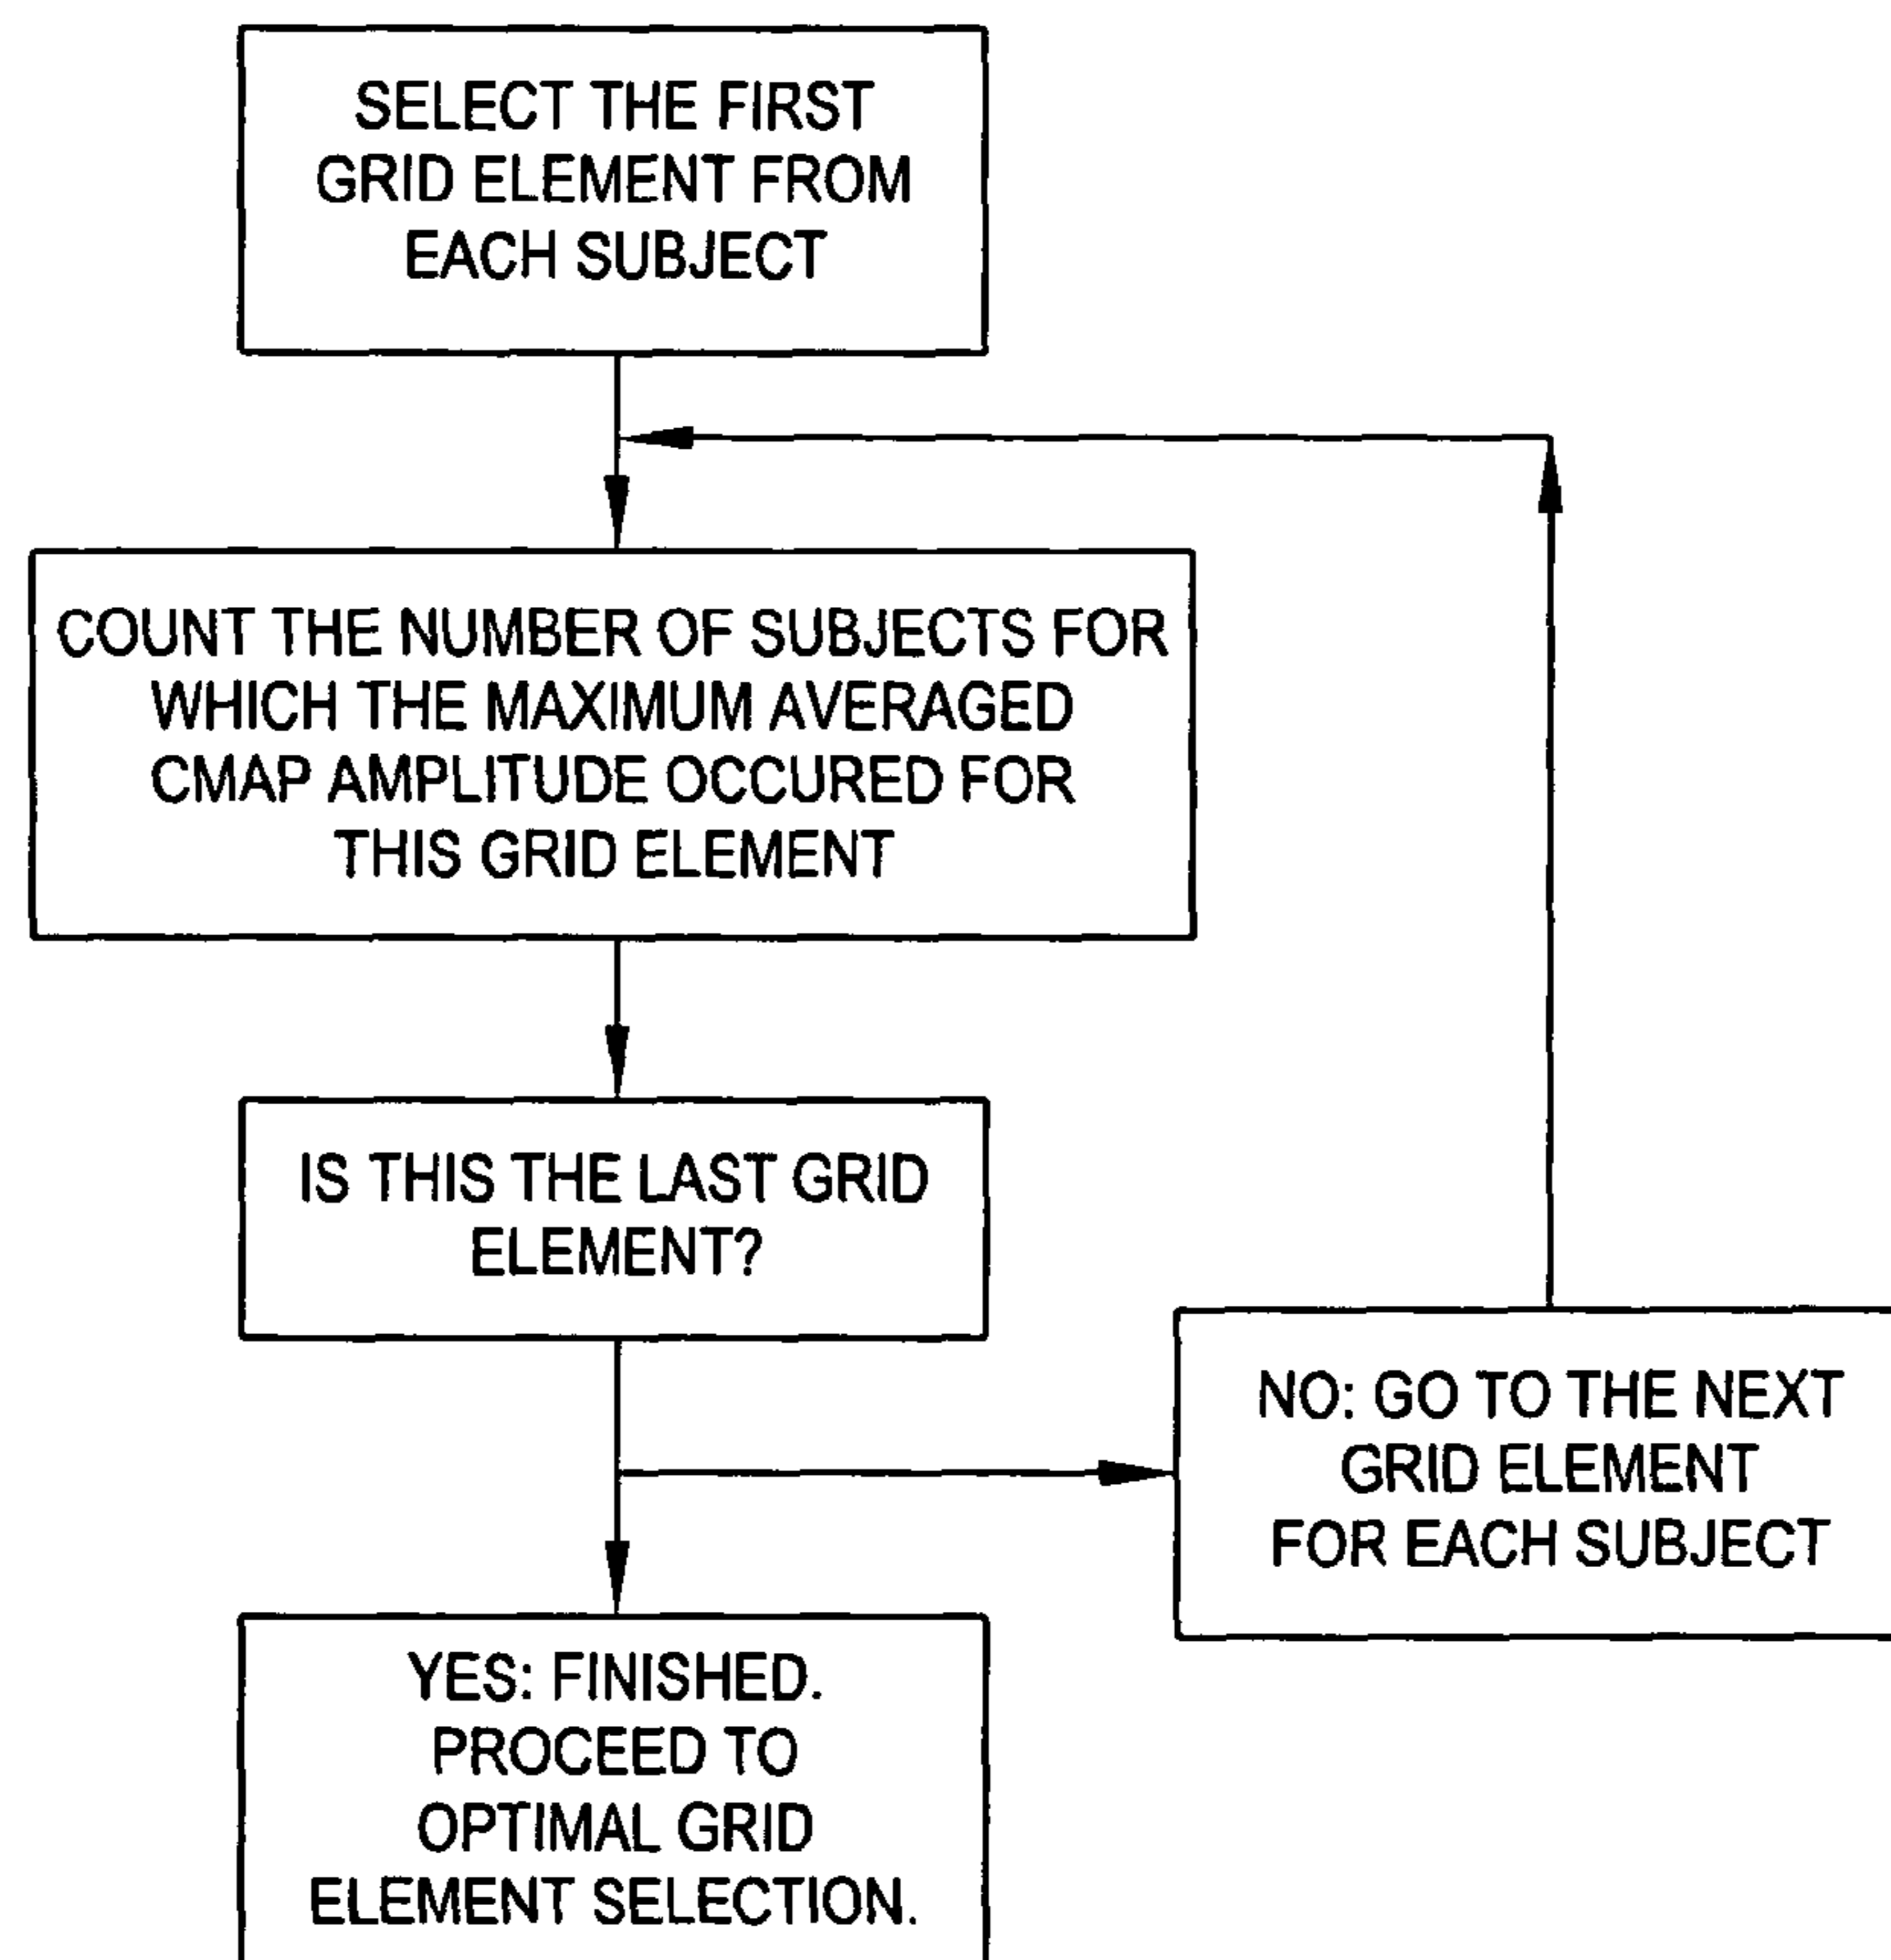 SELECT THE FIRST
GRID ELEMENT FROM
EACH SUBJECT
COUNT THE NUMBER OF SUBJECTS FOR
WHICH THE MAXIMUM AVERAGED
CMAP AMPLITUDE OCCURED FOR
THIS GRID ELEMENT
IS THIS THE LAST GRID
ELEMENT?
NO: GO TO THE NEXT
GRID ELEMENT
FOR EACH SUBJECT
YES: FINISHED.
PROCEED TO
OPTIMAL GRID
ELEMENT SELECTION.